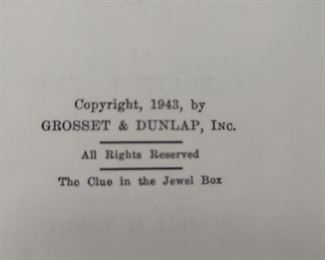 Copyright, 1943, by
GROSSET & DUNLAP, Inc.
All Rights Reserved
The Clue in the Jewel Box